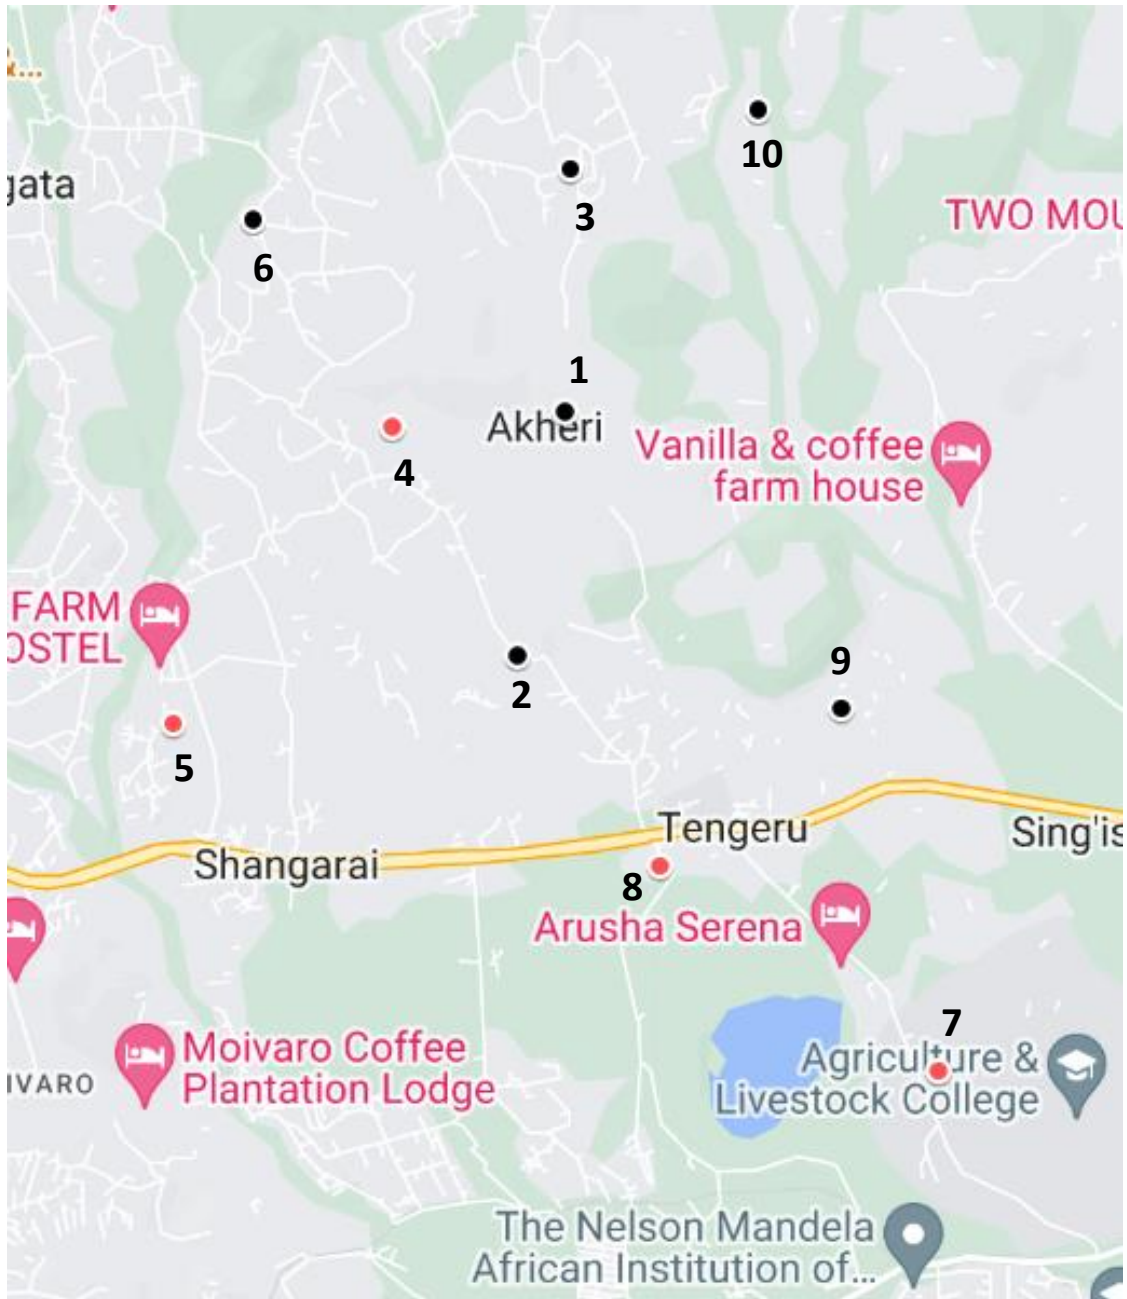 &...
10
gata
3
TWO MOU
6
1
Akheri
Vanilla & coffee
farm house
4
FARM
OSTEL
9
2
5
Tengeru
Sing'is
Shangarai
8
Arusha Serena
7
Moivaro Coffee
Plantation Lodge
Agriculture &
Livestock College
IVARO
The Nelson Mandela
African Institution of...